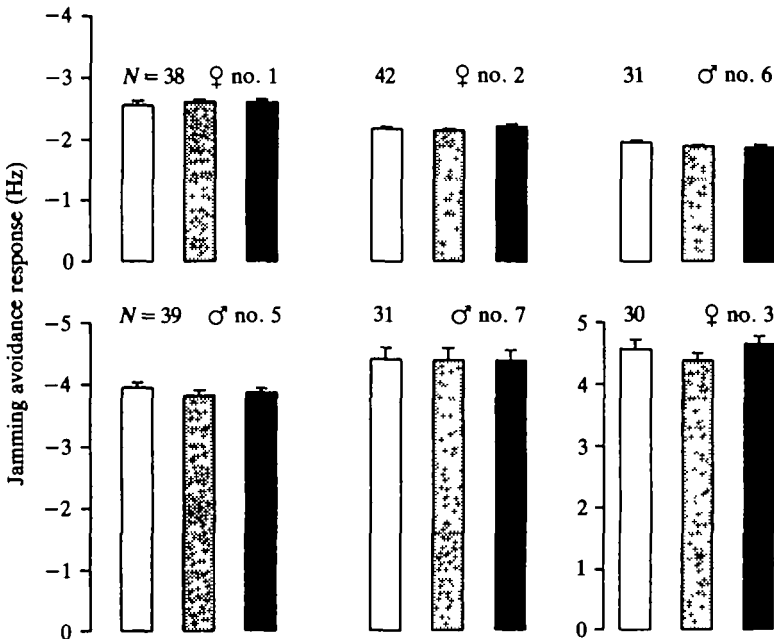 Jamming avoidance response (Hz)
−4
−3
−2
−1
0
N = 38 ♀ no. 1
42 ♀ no. 2
31 ♂ no. 6
−5
−4
−3
−2
−1
0
N = 39 ♂ no. 5
31 ♂ no. 7
5
4
3
2
1
0
30 ♀ no. 3